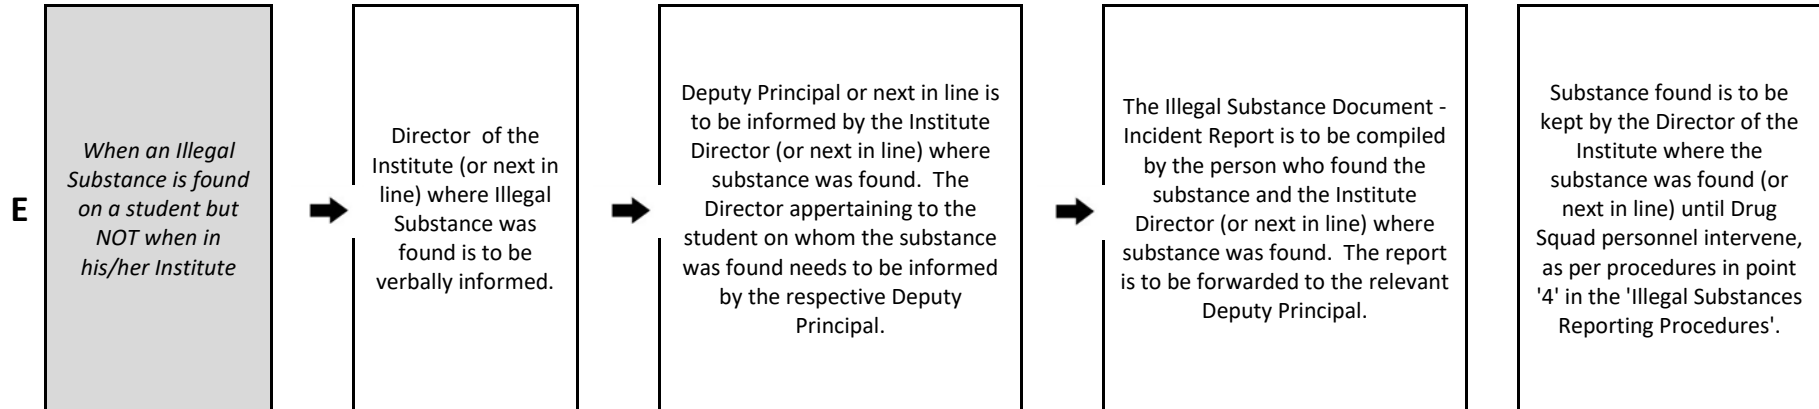 E
When an Illegal
Substance is found
on a student but
NOT when in
his/her Institute
Director of the
Institute (or next in
line) where Illegal
Substance was
found is to be
verbally informed.
Deputy Principal or next in line is
to be informed by the Institute
Director (or next in line) where
substance was found. The
Director appertaining to the
student on whom the substance
was found needs to be informed
by the respective Deputy
Principal.
The Illegal Substance Document -
Incident Report is to be compiled
by the person who found the
substance and the Institute
Director (or next in line) where
substance was found. The report
is to be forwarded to the relevant
Deputy Principal.
Substance found is to be
kept by the Director of the
Institute where the
substance was found (or
next in line) until Drug
Squad personnel intervene,
as per procedures in point
'4' in the 'Illegal Substances
Reporting Procedures'.